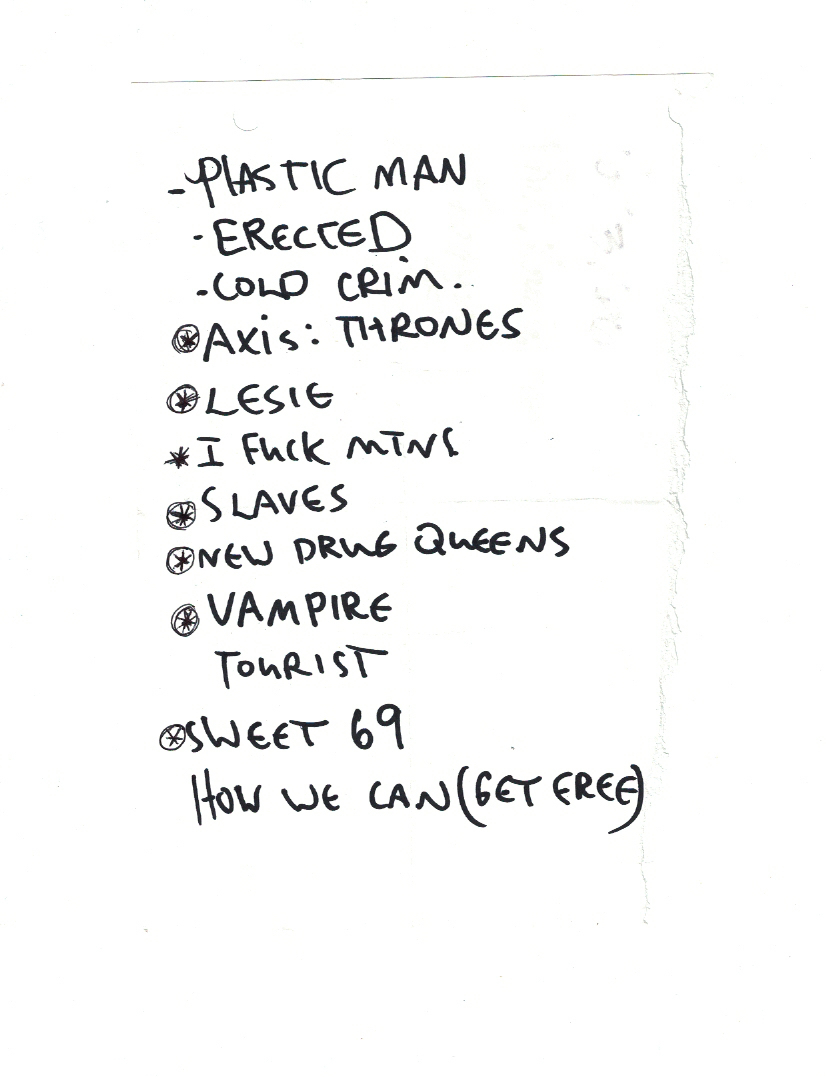 - PLASTIC MAN
- ERECTED
- COLD CRIM.
⊛ AXIS: THRONES
⊛ LESIE
* I FUCK MTNS
⊛ SLAVES
⊛ NEW DRUG QUEENS
⊛ VAMPIRE
TOURIST
⊛ SWEET 69
HOW WE CAN (GET FREE)